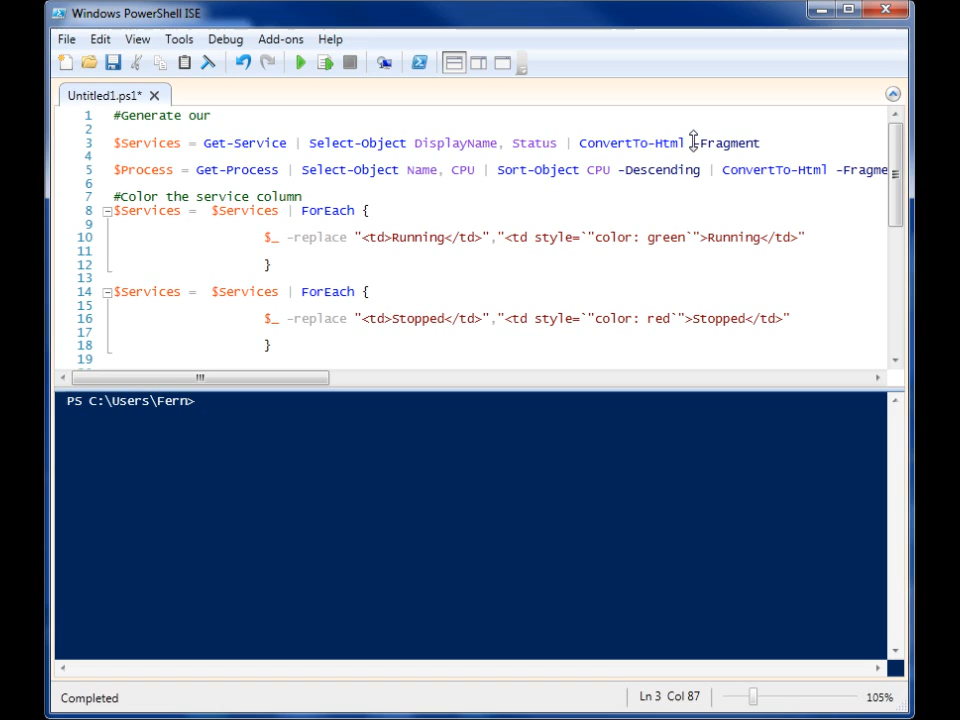 Windows PowerShell ISE
File Edit View Tools Debug Add-ons Help
Untitled1.ps1* X
1 #Generate our
2
3 $Services = Get-Service | Select-Object DisplayName, Status | ConvertTo-Html -Fragment
4
5 $Process = Get-Process | Select-Object Name, CPU | Sort-Object CPU -Descending | ConvertTo-Html -Fragme
6
7 #Color the service column
8 $Services =  $Services | ForEach {
9
10 $_ -replace "<td>Running</td>","<td style=`"color: green`">Running</td>"
11
12 }
13
14 $Services =  $Services | ForEach {
15
16 $_ -replace "<td>Stopped</td>","<td style=`"color: red`">Stopped</td>"
17
18 }
19
PS C:\Users\Fern>
Completed Ln 3 Col 87 105%